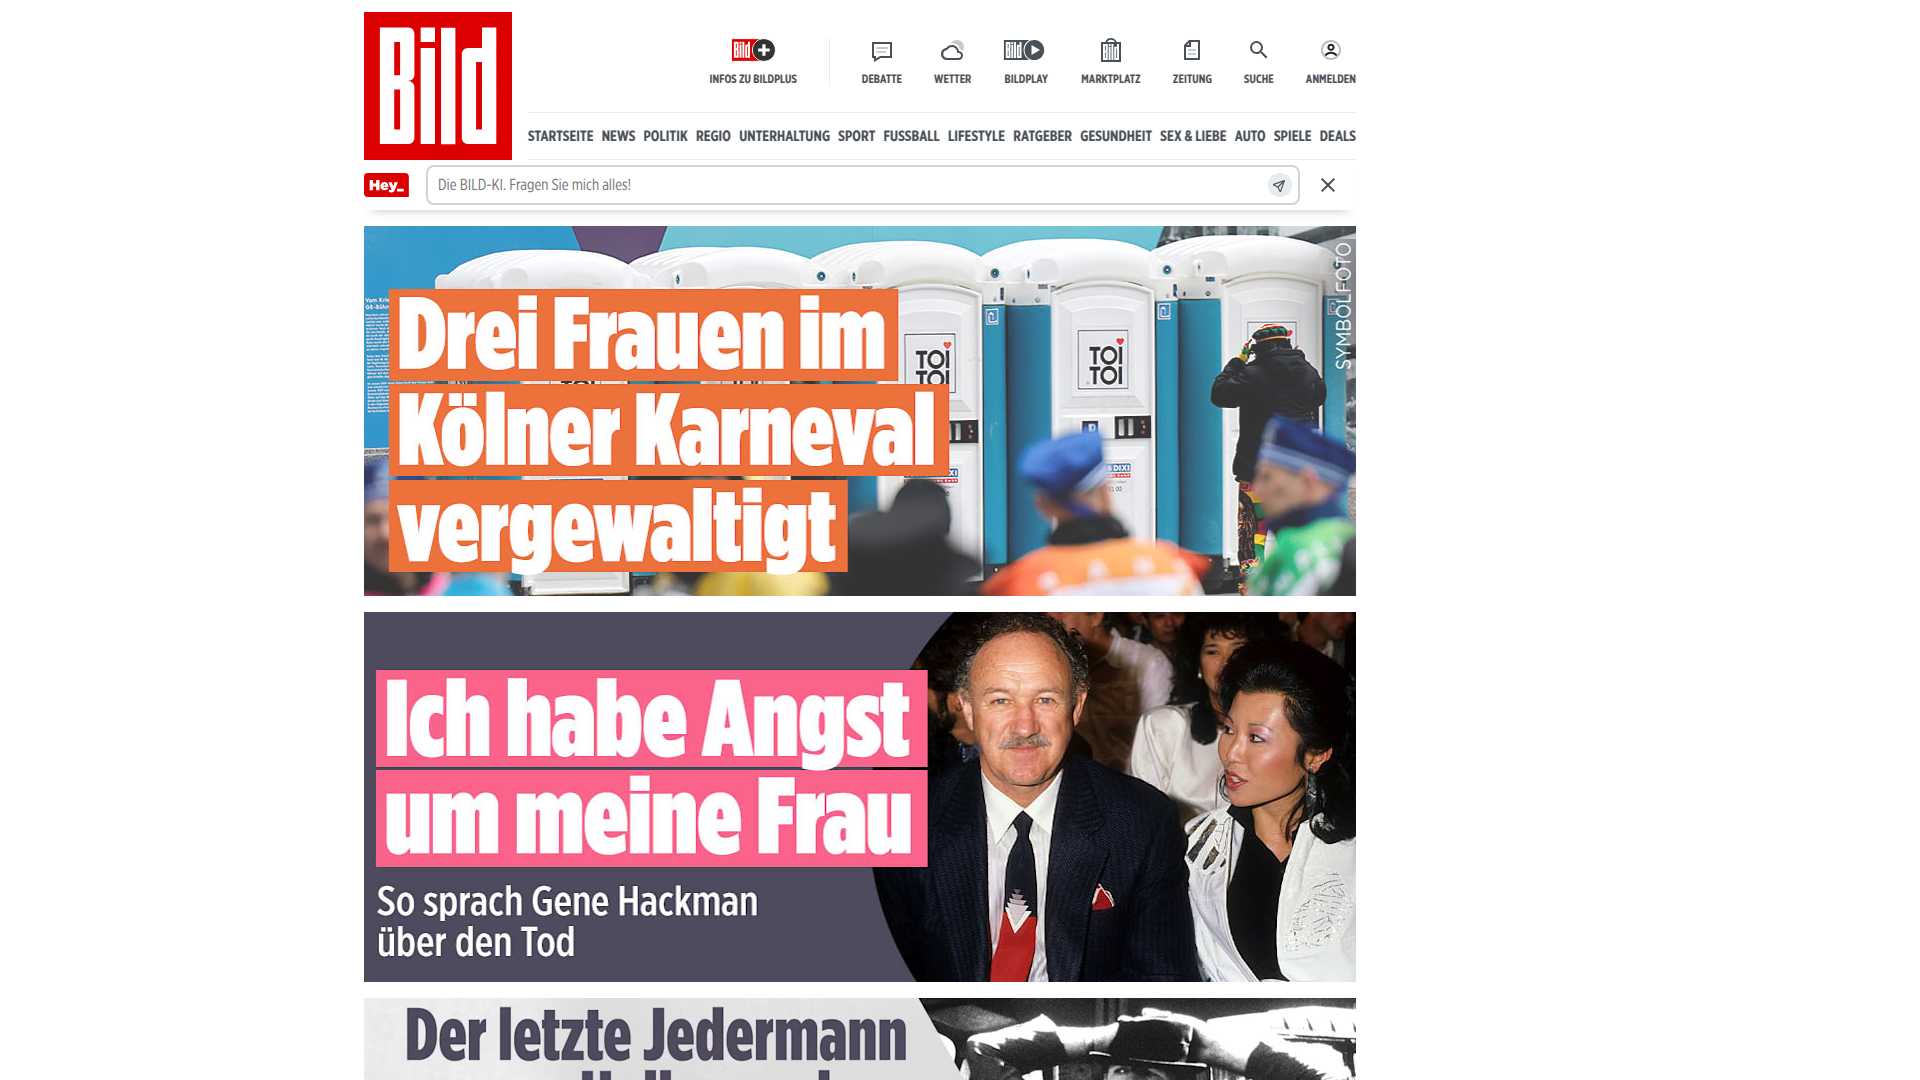 Bild
Bild
INFOS ZU BILDPLUS
DEBATTE
WETTER
Bild
BILDPLAY
Bild
MARKTPLATZ
ZEITUNG
SUCHE
ANMELDEN
STARTSEITE NEWS POLITIK REGIO UNTERHALTUNG SPORT FUSSBALL LIFESTYLE RATGEBER GESUNDHEIT SEX & LIEBE AUTO SPIELE DEALS
Hey_
Die BILD-KI. Fragen Sie mich alles!
SYMBOLFOTO
Drei Frauen im
Kölner Karneval
vergewaltigt
TOI
TOI
TOI
TOI
Ich habe Angst
um meine Frau
So sprach Gene Hackman
über den Tod
Der letzte Jedermann